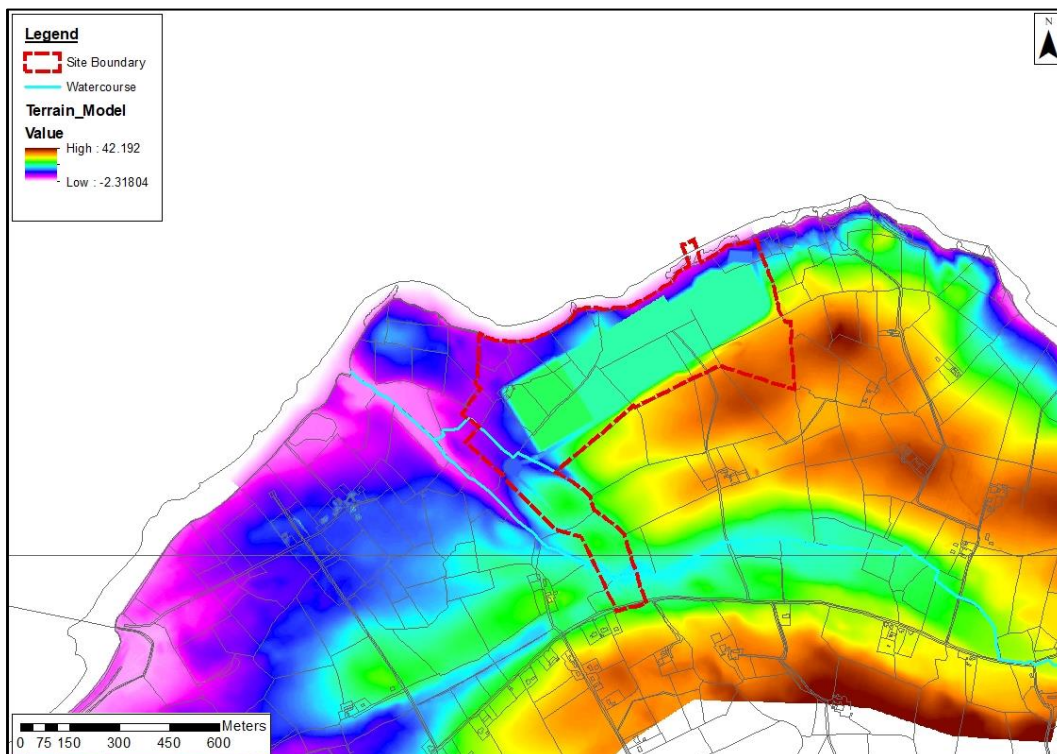 Legend
Site Boundary
Watercourse
Terrain_Model
Value
High : 42.192
Low : -2.31804
N
Meters
0 75 150 300 450 600